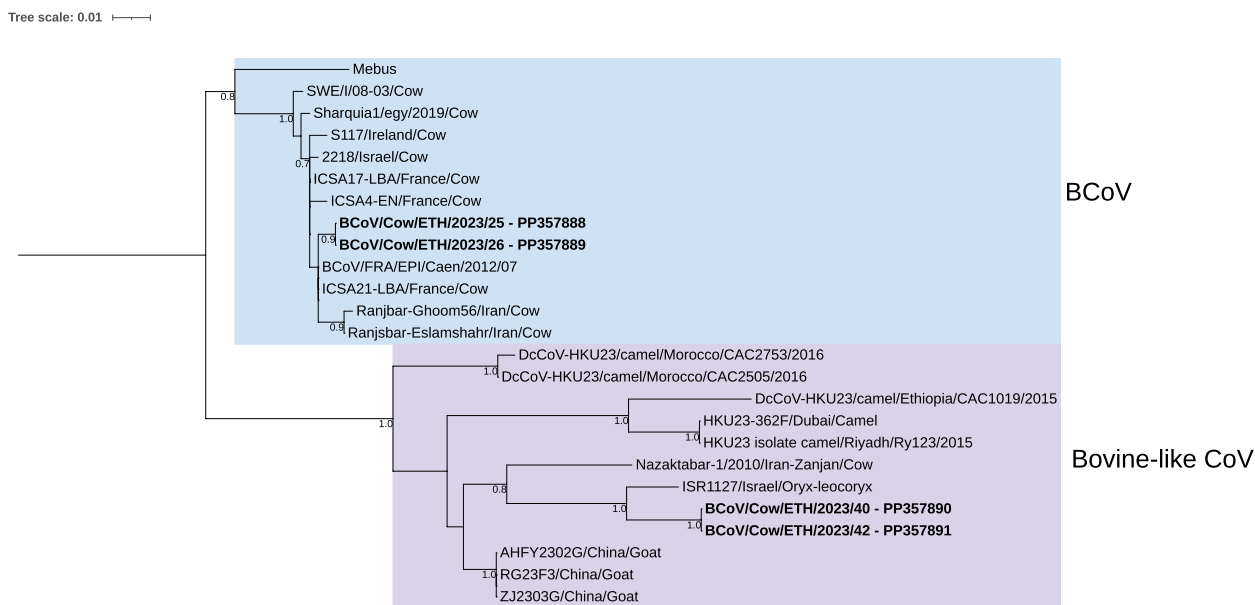 Tree scale: 0.01
Mebus
0.8
SWE/I/08-03/Cow
Sharquia1/egy/2019/Cow
1.0
S117/Ireland/Cow
2218/Israel/Cow
0.7
ICSA17-LBA/France/Cow
BCoV
ICSA4-EN/France/Cow
BCoV/Cow/ETH/2023/25 - PP357888
0.9
BCoV/Cow/ETH/2023/26 - PP357889
BCoV/FRA/EPI/Caen/2012/07
ICSA21-LBA/France/Cow
Ranjbar-Ghoom56/Iran/Cow
0.9
Ranjsbar-Eslamshahr/Iran/Cow
DcCoV-HKU23/camel/Morocco/CAC2753/2016
1.0
DcCoV-HKU23/camel/Morocco/CAC2505/2016
DcCoV-HKU23/camel/Ethiopia/CAC1019/2015
1.0
1.0
HKU23-362F/Dubai/Camel
1.0
HKU23 isolate camel/Riyadh/Ry123/2015
Bovine-like CoV
Nazaktabar-1/2010/Iran-Zanjan/Cow
0.8
ISR1127/Israel/Oryx-leocoryx
1.0
BCoV/Cow/ETH/2023/40 - PP357890
1.0
BCoV/Cow/ETH/2023/42 - PP357891
AHFY2302G/China/Goat
1.0
RG23F3/China/Goat
ZJ2303G/China/Goat